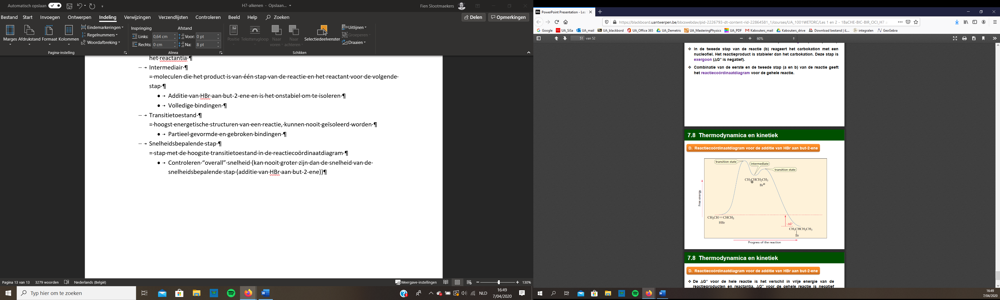 Automatisch opslaan
H7-alkenen - Opslaan...
Fien Slootmaekers
Bestand Start Invoegen Ontwerpen Indeling Verwijzingen Verzendlijsten Controleren Beeld Help Zoeken
Delen Opmerkingen
Marges Afdrukstand Formaat Kolommen
Eindemarkeringen
Regelnummers
Woordafbreking
Pagina-instelling
Inspringing Afstand
Links: 0,64 cm Voor: 0 pt
Rechts: 0 cm Na: 8 pt
Alinea
Positie Tekstterugloop Naar voren Naar achteren Selectiedeelvenster
Uitlijnen
Groeperen
Draaien
Schikken
het·reactantia·¶
– → Intermediair·¶
=·moleculen·die·het·product·is·van·één·stap·van·de·reactie·en·het·reactant·voor·de·volgende·
stap·¶
● → Additie·van·HBr·aan·but-2-ene·en·is·het·onstabiel·om·te·isoleren·¶
● → Volledige·bindingen·¶
– → Transitietoestand·¶
=·hoogst·energetische·structuren·van·een·reactie,·kunnen·nooit·geïsoleerd·worden·¶
● → Partieel·gevormde·en·gebroken·bindingen·¶
– → Snelheidsbepalende·stap·¶
=·stap·met·de·hoogste·transitietoestand·in·de·reactiecoördinaatdiagram·¶
● → Controleren·“overall”·snelheid·(kan·nooit·groter·zijn·dan·de·snelheid·van·de·
snelheidsbepalende·stap·(additie·van·HBr·aan·but-2-ene))¶
Pagina 13 van 13 3279 woorden Nederlands (België)
Weergave-instellingen 130%
Typ hier om te zoeken
NLD
16:49
7/04/2020
Bb PowerPoint Presentation - Les
https://blackboard.uantwerpen.be/bbcswebdav/pid-2226793-dt-content-rid-22864581_1/courses/UA_1001WETORC/Les 1 en 2 - 1BaCHE-BIC-BIR_OCI_H7
Google UA_SiSa UA_mail UA_blackbord UA_Office 365 UA_Demetris UA_MasteringPhysics UA_PDF Kabouters_mail Kabouters_drive Download bestand | iL... integralen GeoGebra
51 van 52
60%
❖ In de tweede stap van de reactie (b) reageert het carbokation met een
nucleofiel. Het reactieproduct is stabieler dan het carbokation. Deze stap is
exergoon (ΔG° is negatief).
❖ Combinatie van de eerste en de tweede stap (a en b) van de reactie geeft
het reactiecoördinaatdiagram voor de gehele reactie.
7.8 Thermodynamica en kinetiek
D. Reactiecoördinaatdiagram voor de additie van HBr aan but-2-ene
transition state
intermediate
transition state
CH₃CHCH₂CH₃
⊕
Br⊖
Free energy
CH₃CH=CHCH₃
HBr
-ΔG°
CH₃CHCH₂CH₃
Br
Progress of the reaction
7.8 Thermodynamica en kinetiek
D. Reactiecoördinaatdiagram voor de additie van HBr aan but-2-ene
❖ De ΔG° voor de hele reactie is het verschil in vrije energie van de
reactieproducten en reactantia. ΔG° voor de gehele reactie is negatief
16:49
7/04/2020